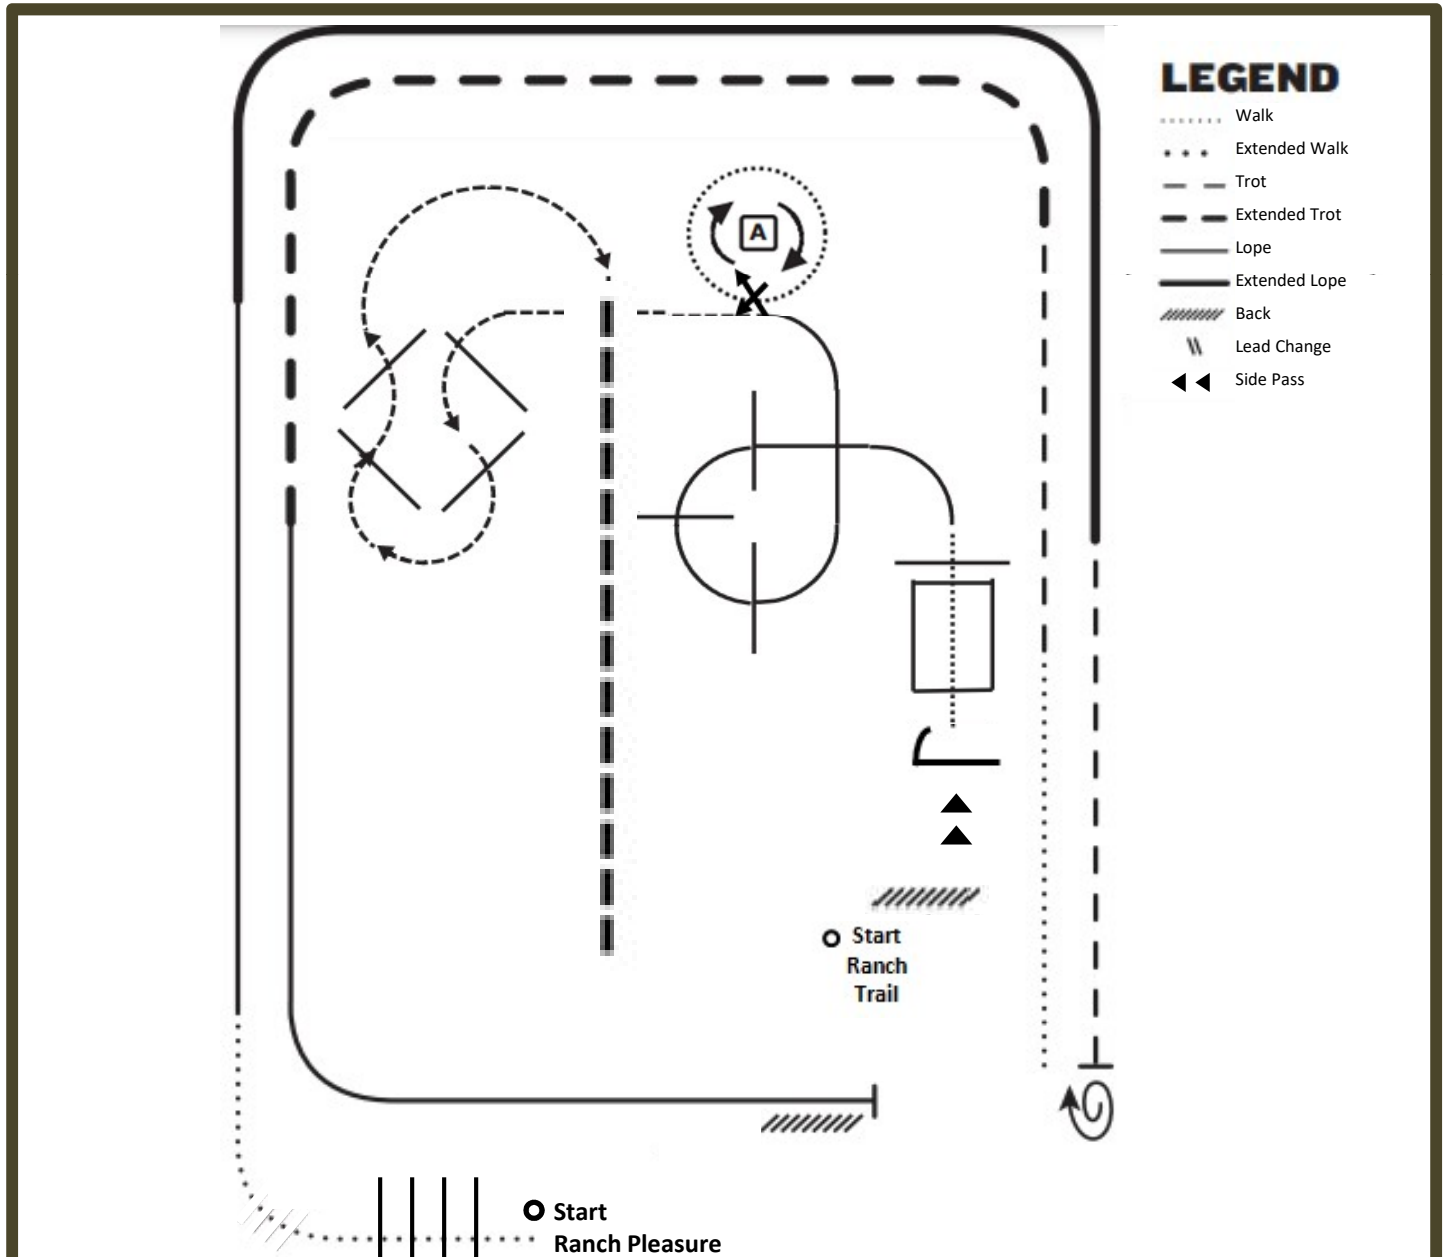 LEGEND
Walk
Extended Walk
Trot
Extended Trot
Lope
Extended Lope
Back
Lead Change
Side Pass
A
Start
Ranch
Trail
Start
Ranch Pleasure